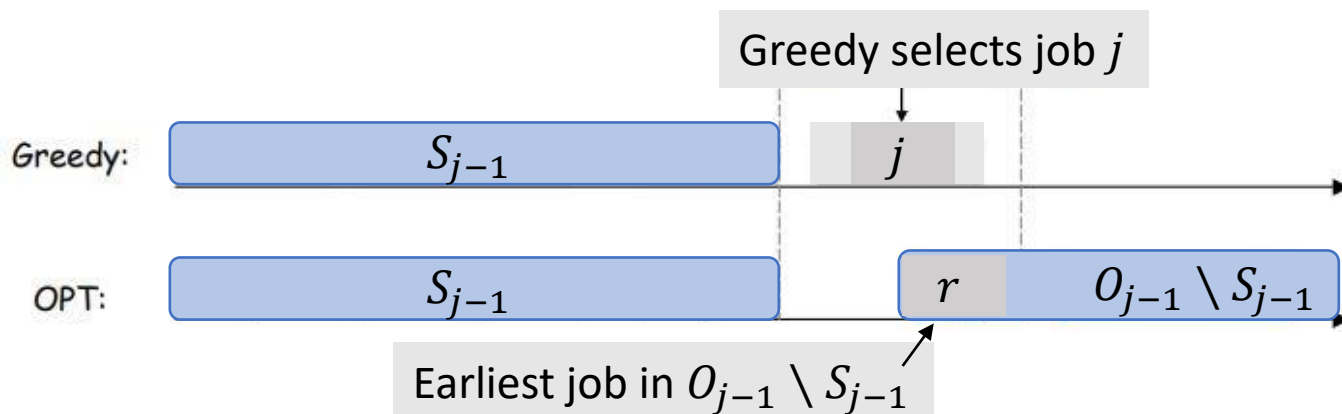 Greedy selects job j
Greedy: S_{j-1} j
OPT: S_{j-1} r O_{j-1} \ S_{j-1}
Earliest job in O_{j-1} \ S_{j-1}